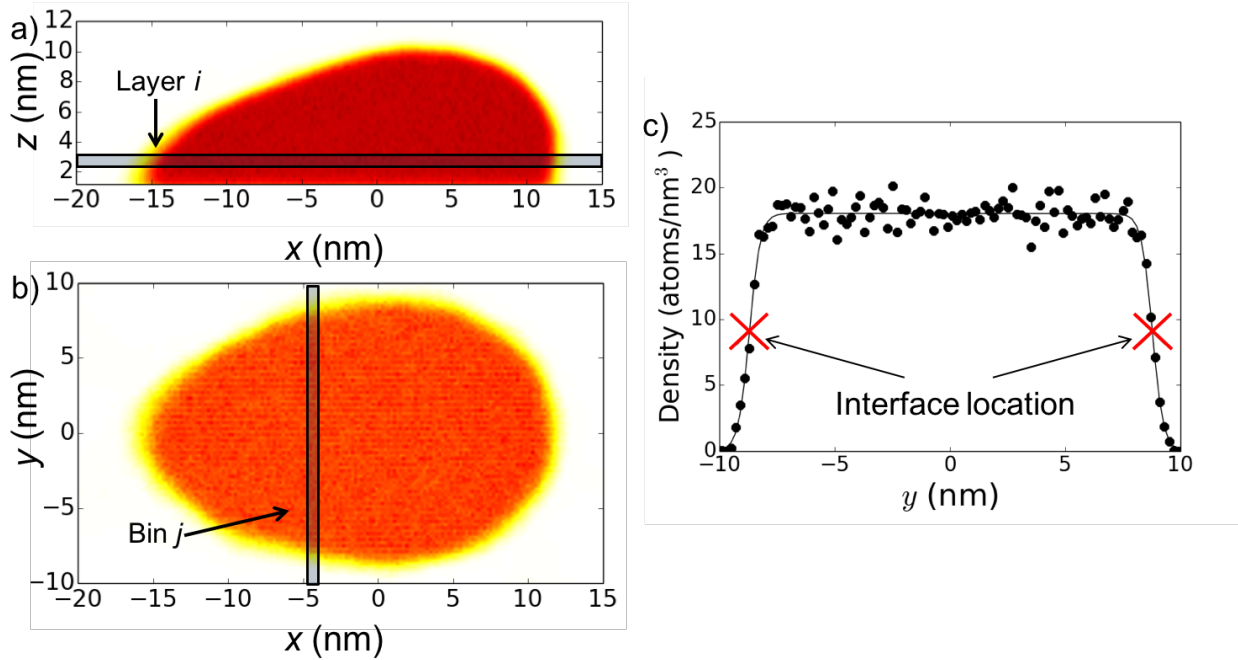 a)
12
10
8
6
4
2
z (nm)
Layer i
−20 −15 −10 −5 0 5 10 15
x (nm)
b)
10
5
0
−5
−10
y (nm)
Bin j
−20 −15 −10 −5 0 5 10 15
x (nm)
c)
25
20
15
10
5
0
Density (atoms/nm³)
Interface location
−10 −5 0 5 10
y (nm)